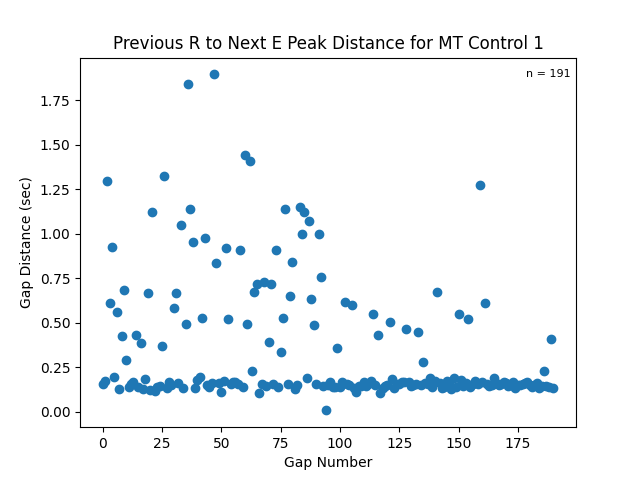 Previous R to Next E Peak Distance for MT Control 1
n = 191
Gap Distance (sec)
1.75
1.50
1.25
1.00
0.75
0.50
0.25
0.00
0 25 50 75 100 125 150 175
Gap Number